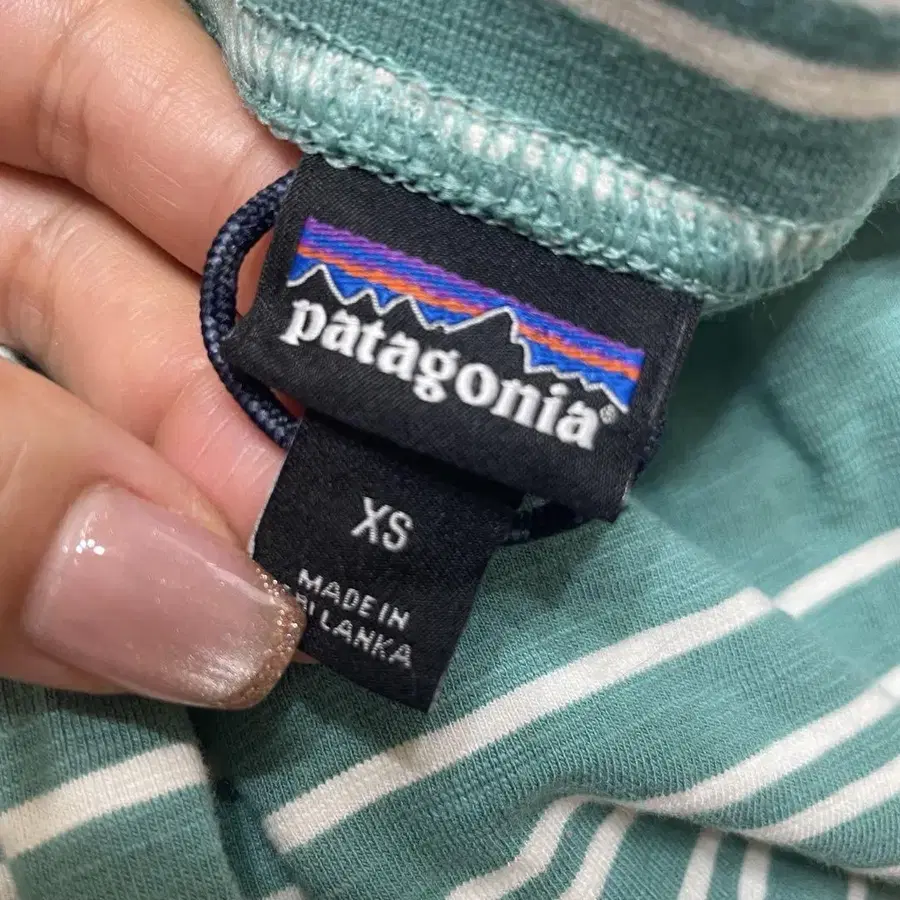 patagonia®
XS
MADE IN
SRI LANKA